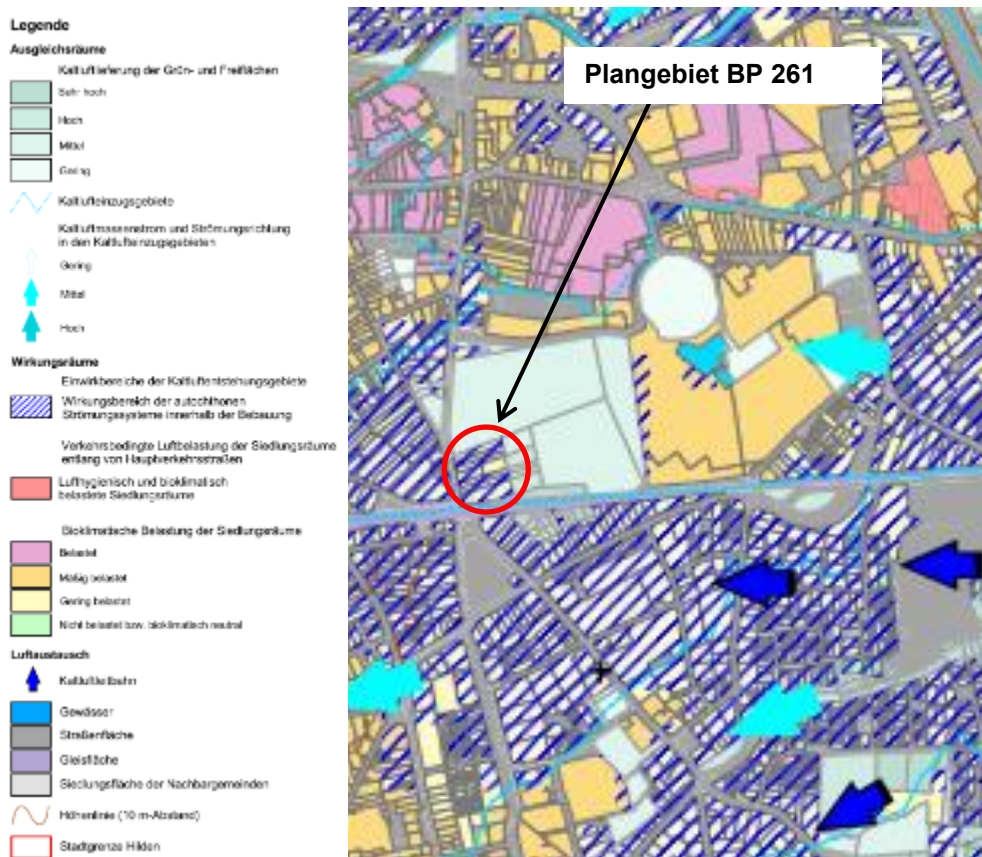 Legende
Ausgleichsräume
Kaltluftlieferung der Grün- und Freiflächen
Sehr hoch
Hoch
Mittel
Gering
Kaltlufteinzugsgebiete
Kaltluftmassenstrom und Strömungsrichtung
in den Kaltlufteinzugsgebieten
Gering
Mittel
Hoch
Wirkungsräume
Einwirkbereiche der Kaltluftentstehungsgebiete
Wirkungsbereich der autochthonen
Strömungssysteme innerhalb der Bebauung
Verkehrsbedingte Luftbelastung der Siedlungsräume
entlang von Hauptverkehrsstraßen
Lufthygienisch und bioklimatisch
belastete Siedlungsräume
Bioklimatische Belastung der Siedlungsräume
Belastet
Mäßig belastet
Gering belastet
Nicht belastet bzw. bioklimatisch neutral
Luftaustausch
Kaltluftleitbahn
Gewässer
Straßenfläche
Gleisfläche
Siedlungsfläche der Nachbargemeinden
Höhenlinie (10 m-Abstand)
Stadtgrenze Hilden
Plangebiet BP 261